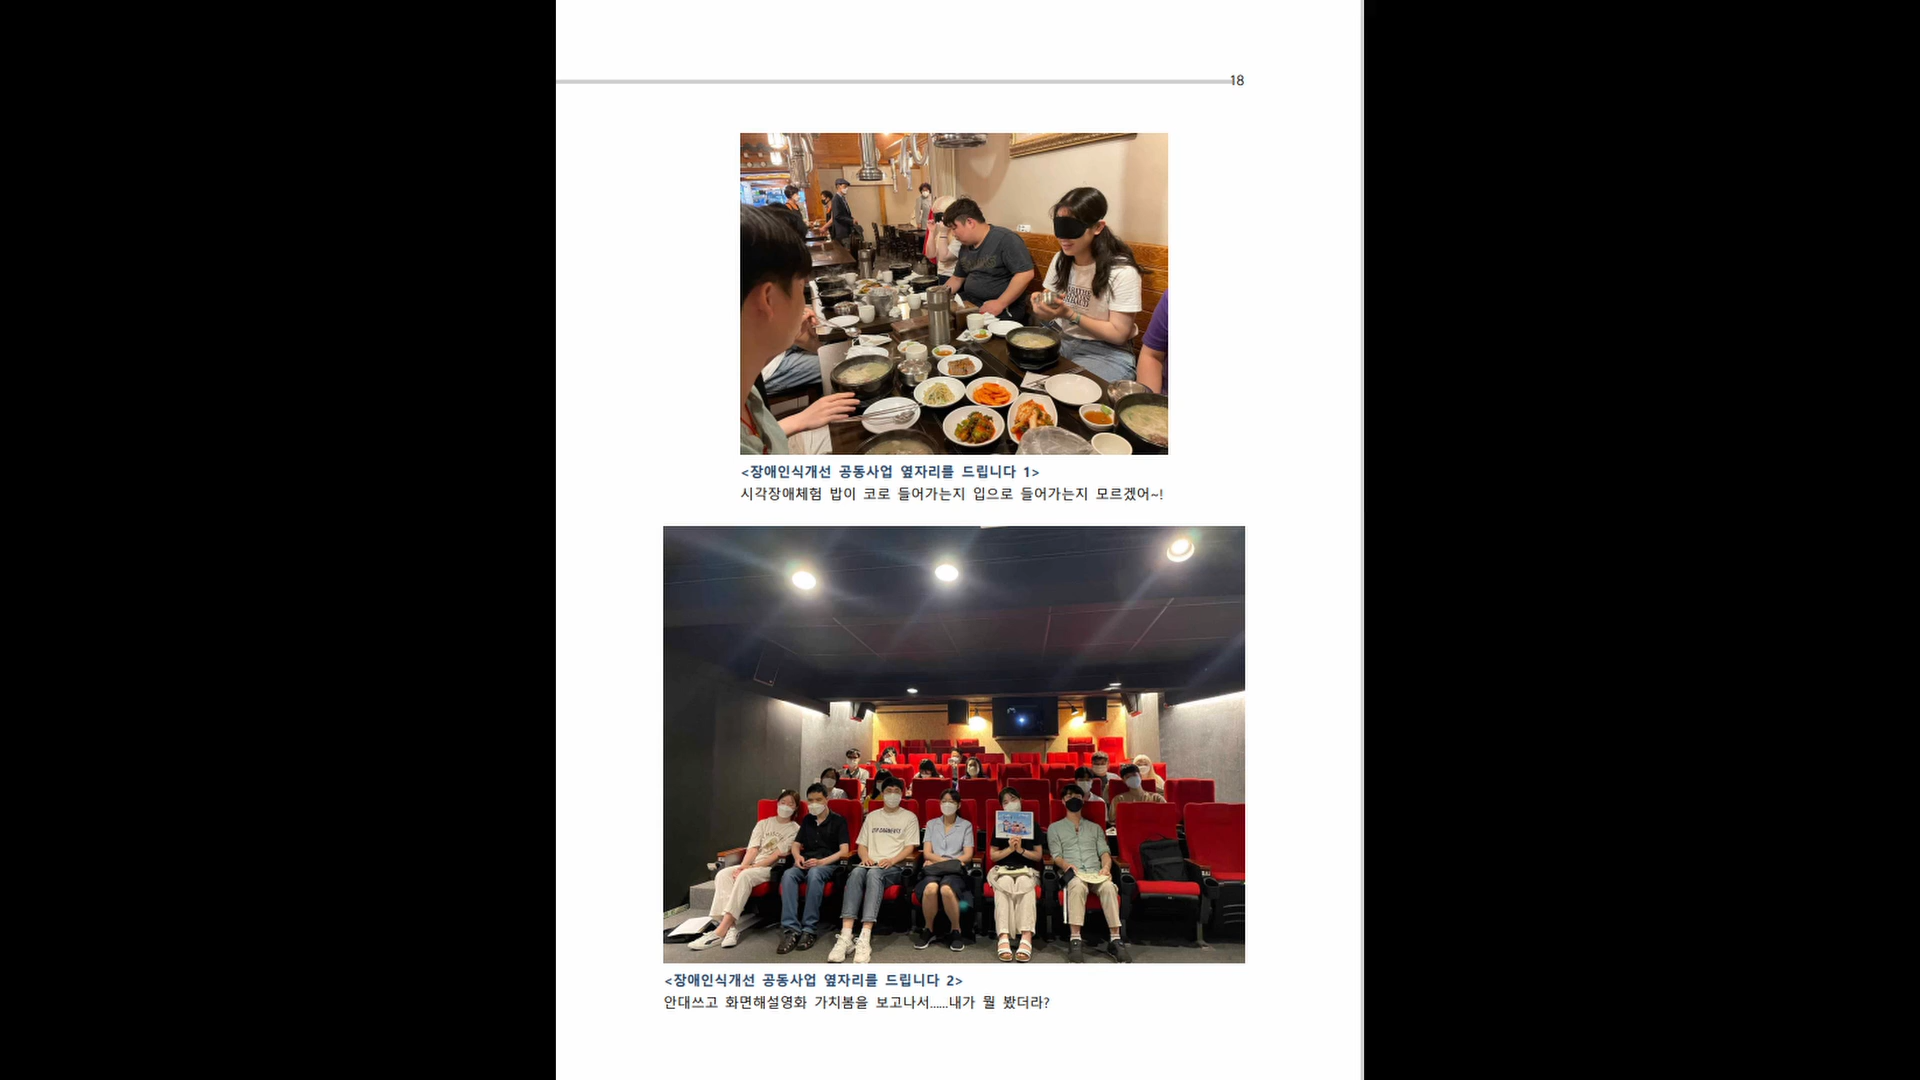 18
<장애인식개선 공동사업 옆자리를 드립니다 1>
시각장애체험 밥이 코로 들어가는지 입으로 들어가는지 모르겠어~!
<장애인식개선 공동사업 옆자리를 드립니다 2>
안대쓰고 화면해설영화 가치봄을 보고나서......내가 뭘 봤더라?